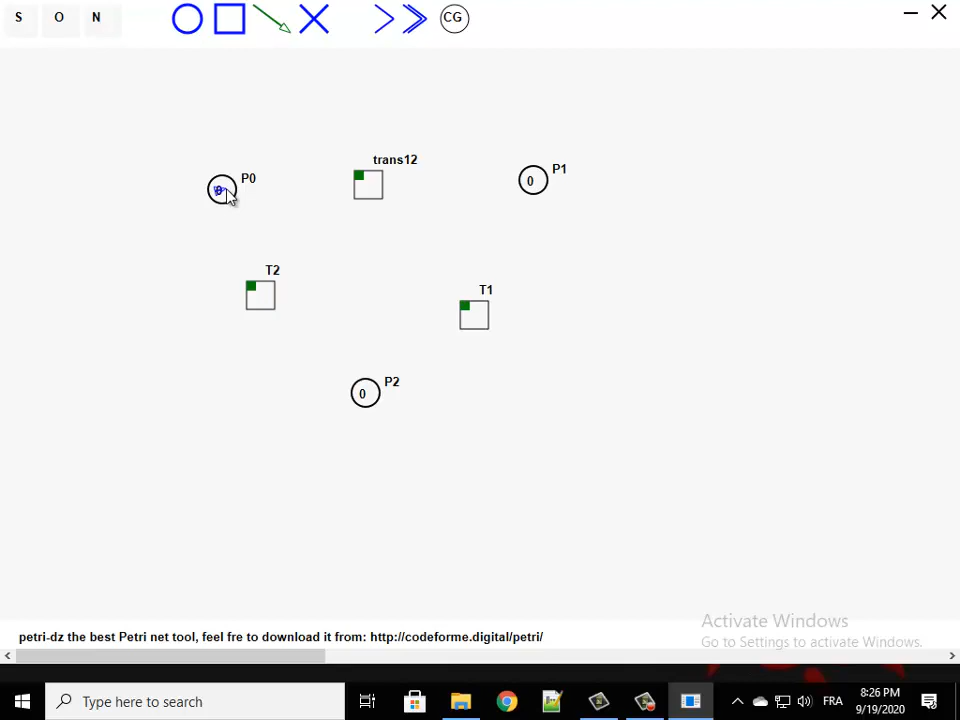 S O N CG
trans12
P1
P0
0
T2
T1
P2
0
Activate Windows
Go to Settings to activate Windows.
petri-dz the best Petri net tool, feel fre to download it from: http://codeforme.digital/petri/
Type here to search
FRA
8:26 PM
9/19/2020